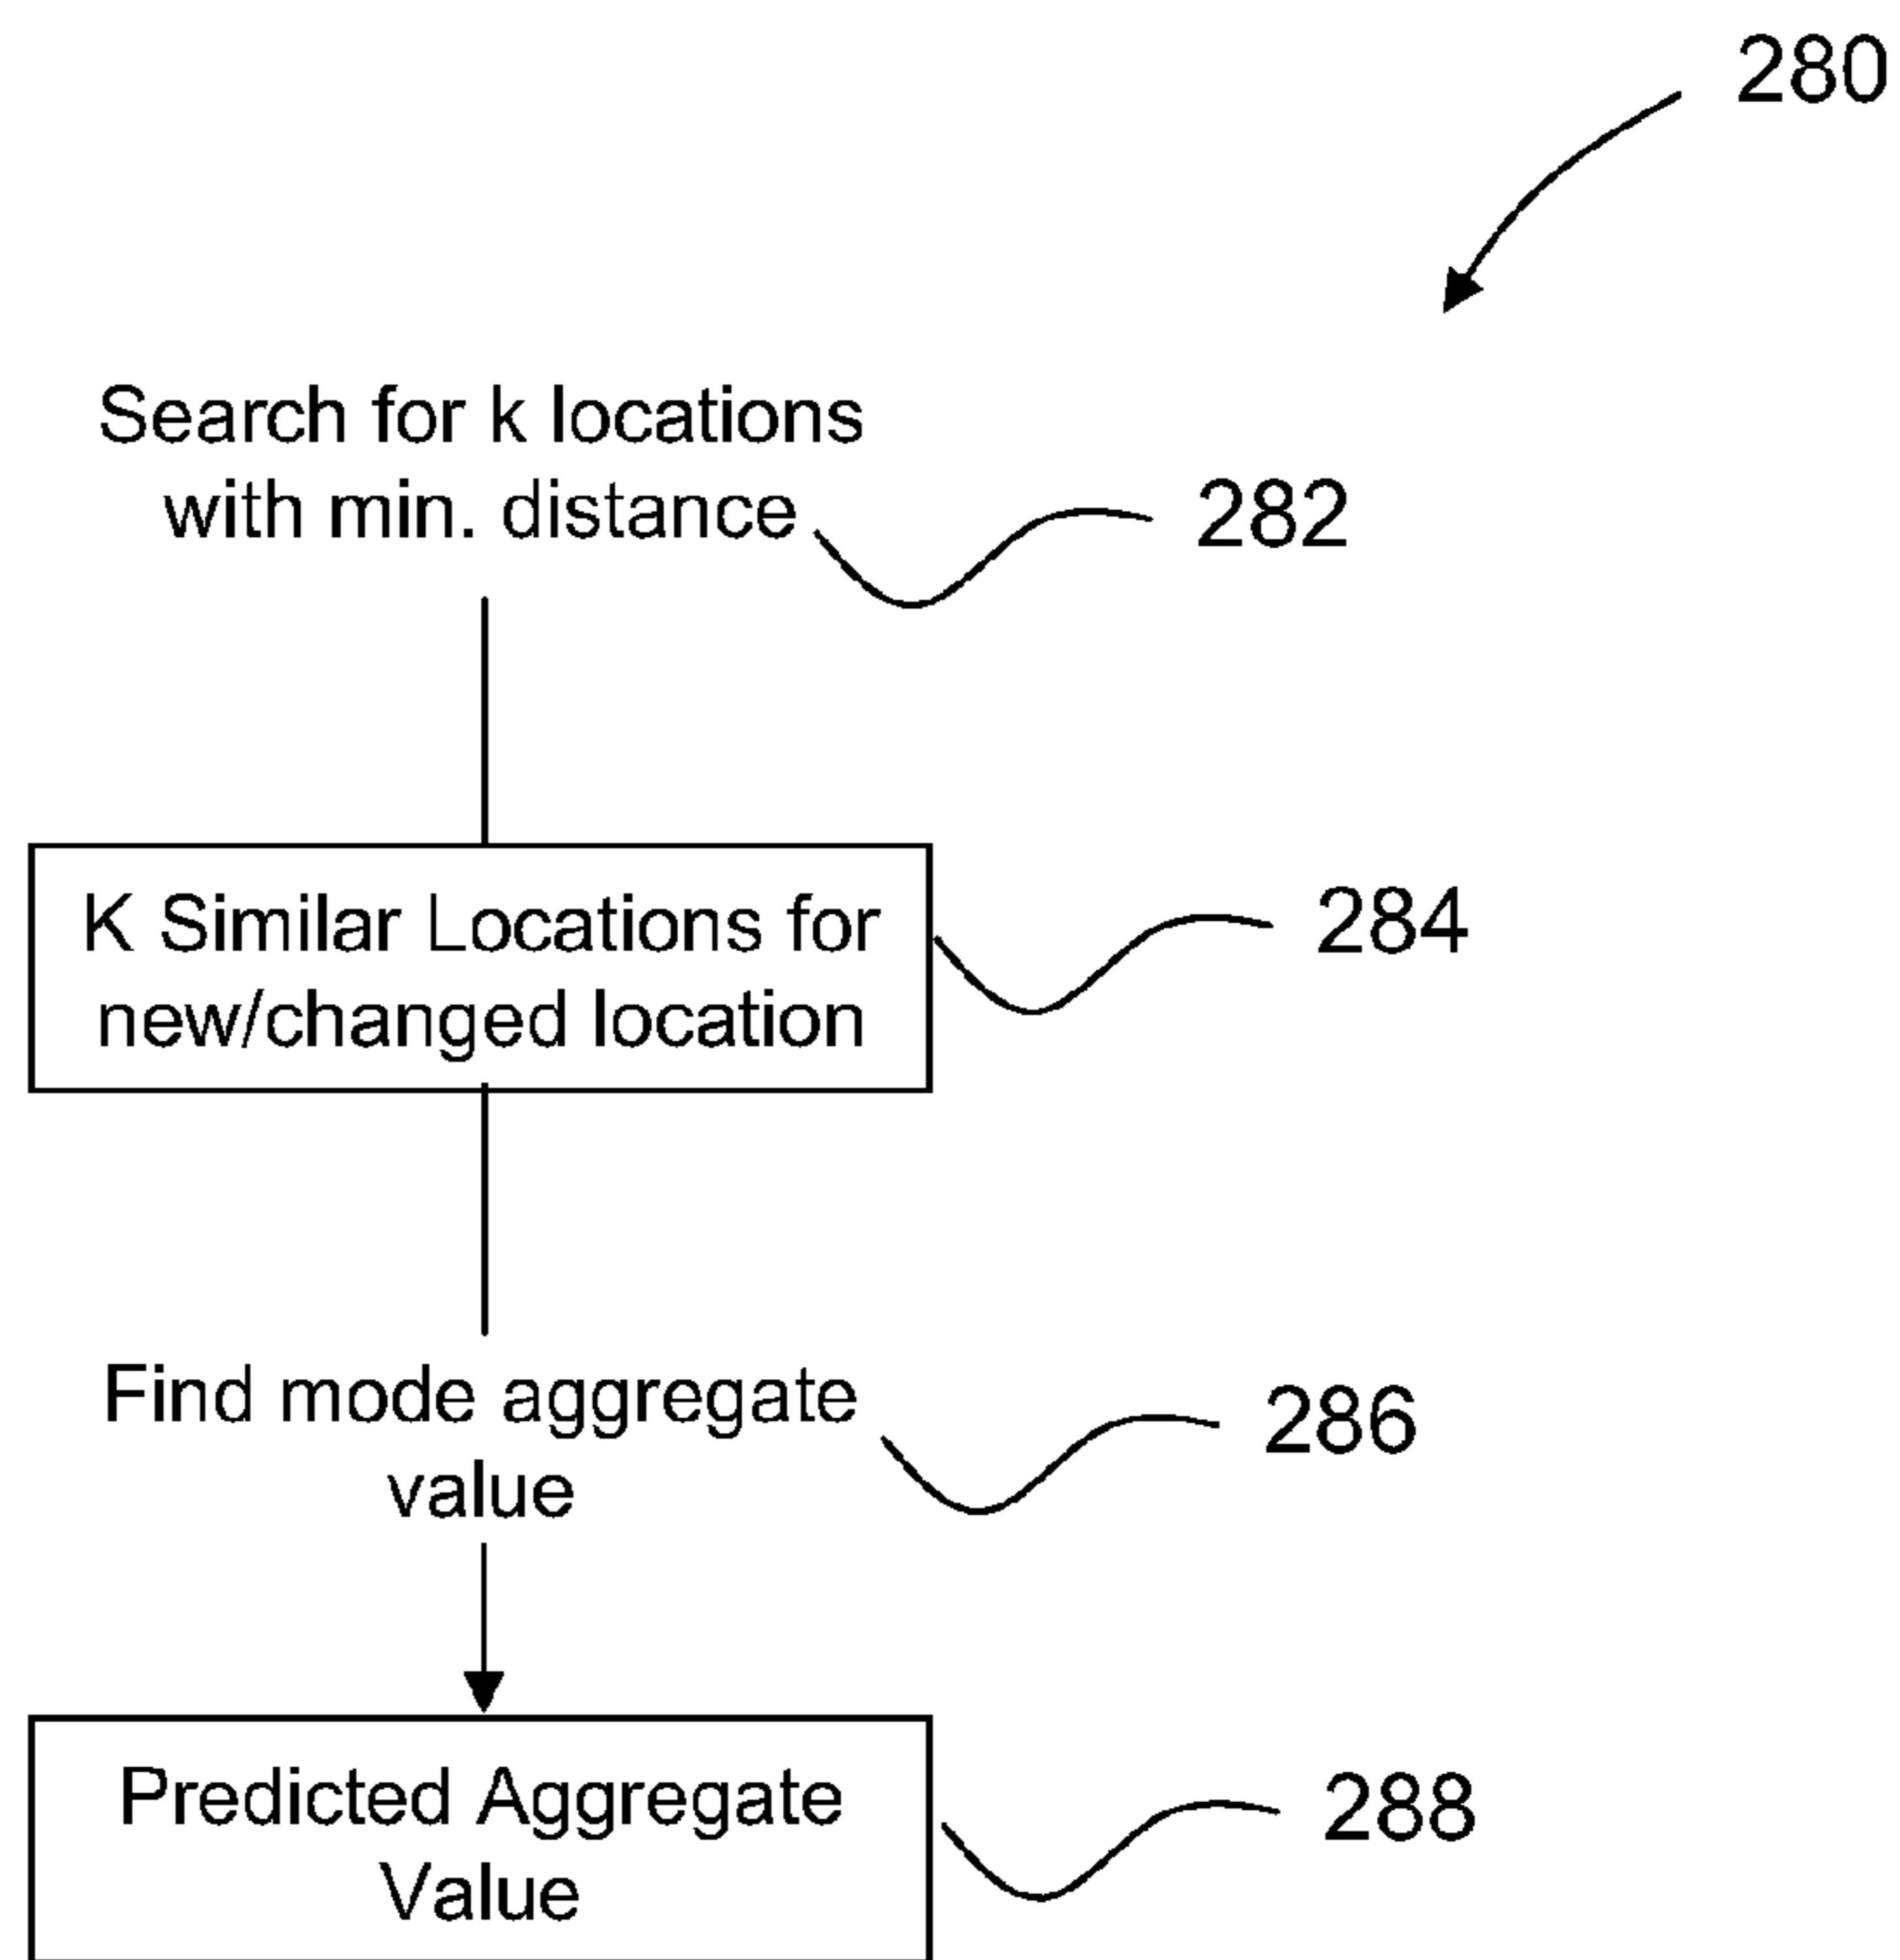 280
Search for k locations
with min. distance
282
K Similar Locations for
new/changed location
284
Find mode aggregate
value
286
Predicted Aggregate
Value
288